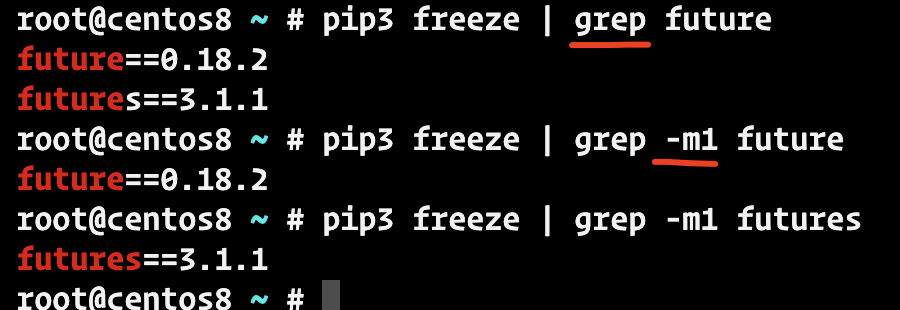 root@centos8 ~ # pip3 freeze | grep future
future==0.18.2
futures==3.1.1
root@centos8 ~ # pip3 freeze | grep -m1 future
future==0.18.2
root@centos8 ~ # pip3 freeze | grep -m1 futures
futures==3.1.1
root@centos8 ~ #